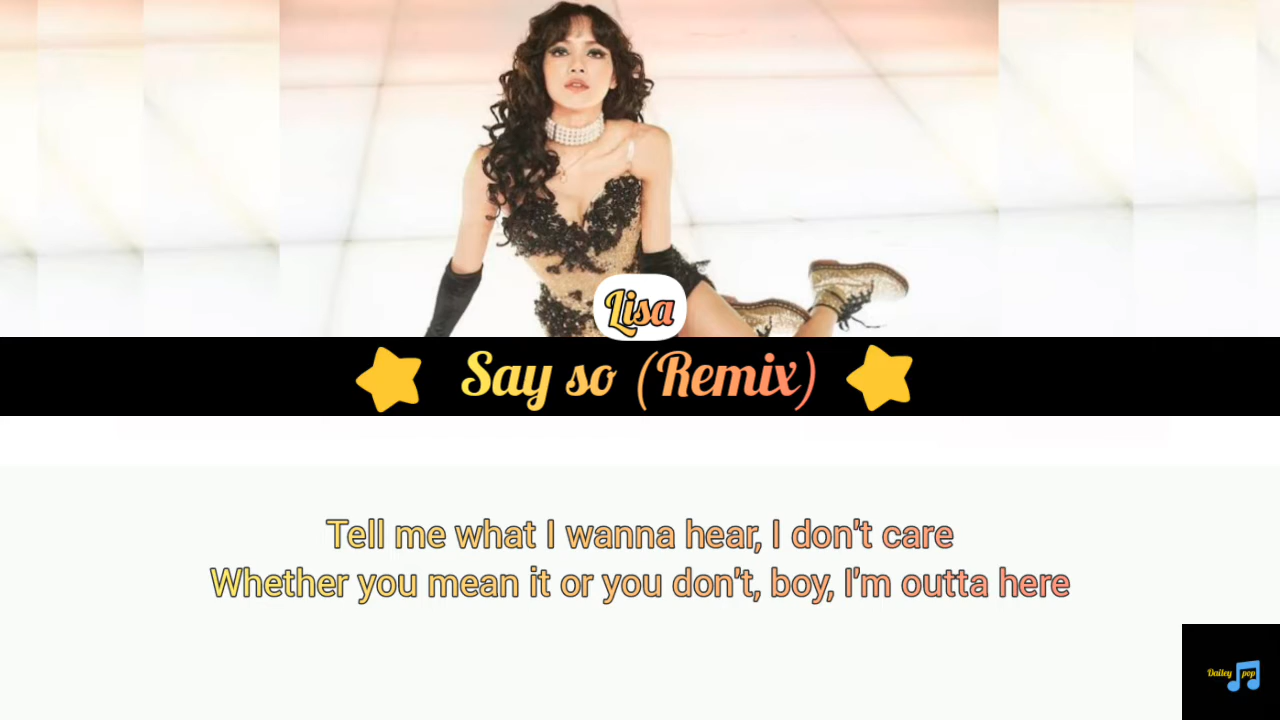 Lisa
Say so (Remix)
Tell me what I wanna hear, I don't care
Whether you mean it or you don't, boy, I'm outta here
Dailey pop